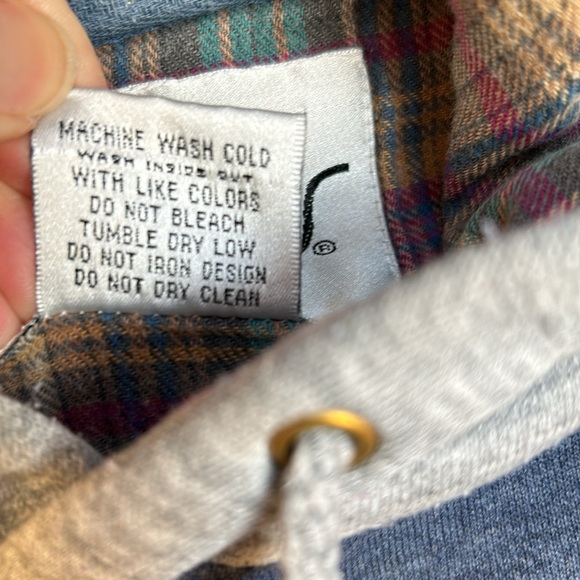 MACHINE WASH COLD
WASH INSIDE OUT
WITH LIKE COLORS
DO NOT BLEACH
TUMBLE DRY LOW
DO NOT IRON DESIGN
DO NOT DRY CLEAN
®